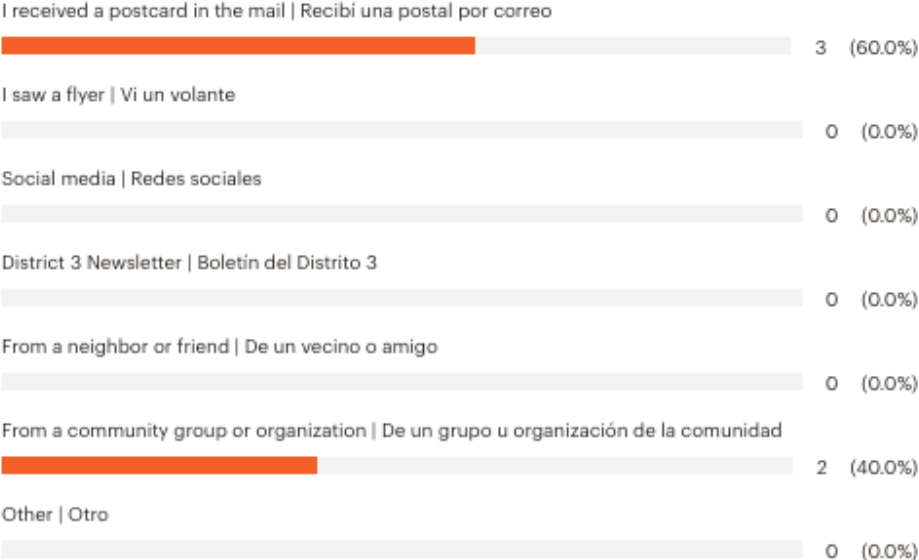 I received a postcard in the mail | Recibí una postal por correo
3 (60.0%)
I saw a flyer | Vi un volante
0 (0.0%)
Social media | Redes sociales
0 (0.0%)
District 3 Newsletter | Boletín del Distrito 3
0 (0.0%)
From a neighbor or friend | De un vecino o amigo
0 (0.0%)
From a community group or organization | De un grupo u organización de la comunidad
2 (40.0%)
Other | Otro
0 (0.0%)